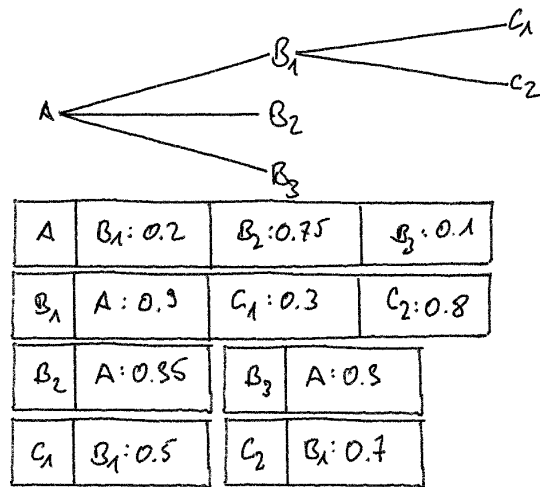 C1
B1
C2
A
B2
B3
A B1: 0.2 B2: 0.75 B3: 0.1
B1 A: 0.9 C1: 0.3 C2: 0.8
B2 A: 0.35 B3 A: 0.3
C1 B1: 0.5 C2 B1: 0.7